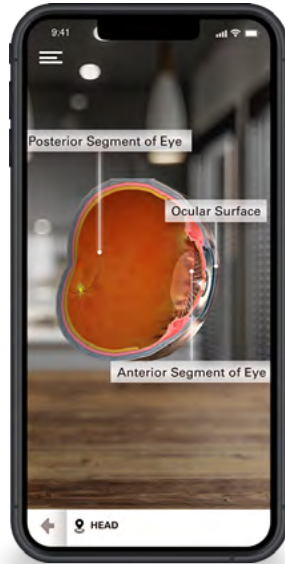 9:41
Posterior Segment of Eye
Ocular Surface
Anterior Segment of Eye
HEAD